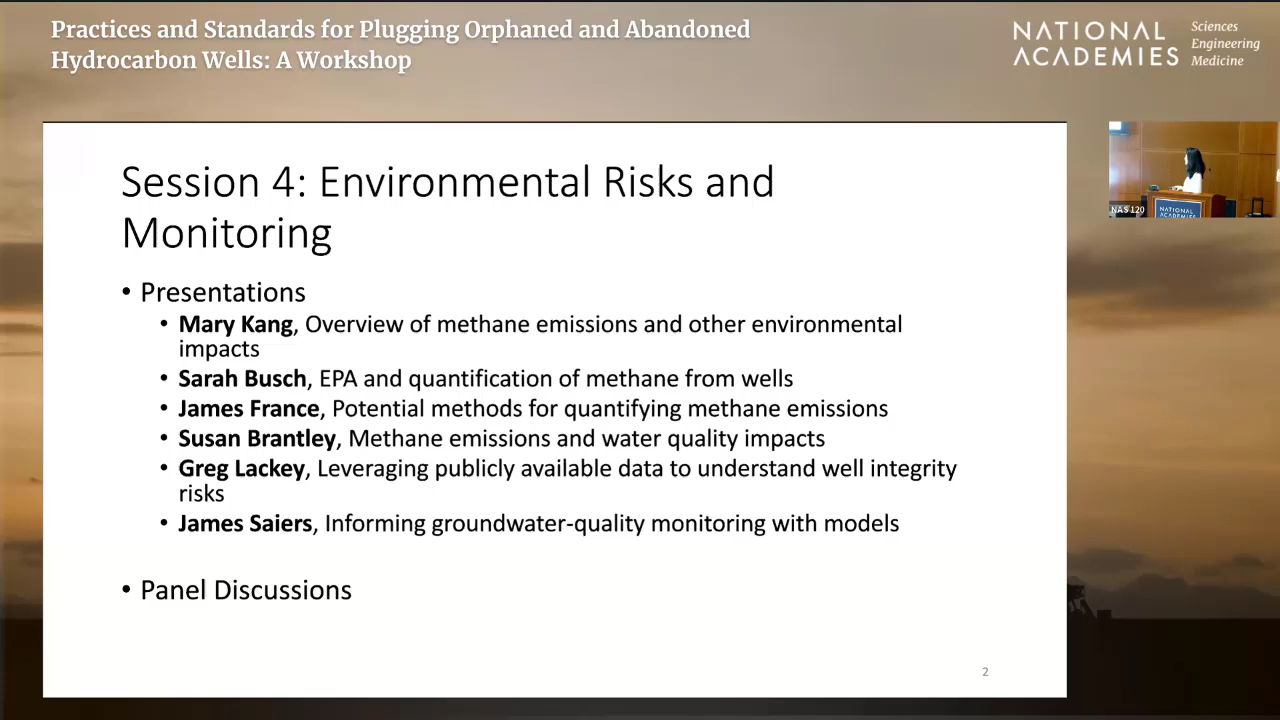 Practices and Standards for Plugging Orphaned and Abandoned
Hydrocarbon Wells: A Workshop
NATIONAL
ACADEMIES
Sciences
Engineering
Medicine
Session 4: Environmental Risks and
Monitoring
• Presentations
• Mary Kang, Overview of methane emissions and other environmental
impacts
• Sarah Busch, EPA and quantification of methane from wells
• James France, Potential methods for quantifying methane emissions
• Susan Brantley, Methane emissions and water quality impacts
• Greg Lackey, Leveraging publicly available data to understand well integrity
risks
• James Saiers, Informing groundwater-quality monitoring with models
• Panel Discussions
2
NAS 120
NATIONAL
ACADEMIES